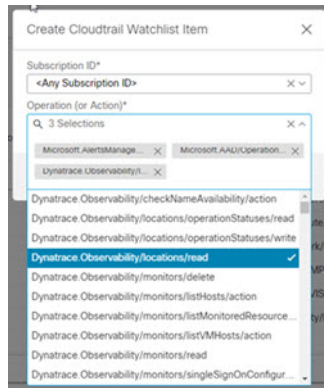 Create Cloudtrail Watchlist Item
Subscription ID*
<Any Subscription ID>
Operation (or Action)*
3 Selections
Microsoft.AlertsManage... Microsoft.AAD/Operation...
Dynatrace.Observability/l...
Dynatrace.Observability/checkNameAvailability/action
Dynatrace.Observability/locations/operationStatuses/read
Dynatrace.Observability/locations/operationStatuses/write
Dynatrace.Observability/locations/read
Dynatrace.Observability/monitors/delete
Dynatrace.Observability/monitors/listHosts/action
Dynatrace.Observability/monitors/listMonitoredResource...
Dynatrace.Observability/monitors/listVMHosts/action
Dynatrace.Observability/monitors/read
Dynatrace.Observability/monitors/singleSignOnConfigur...